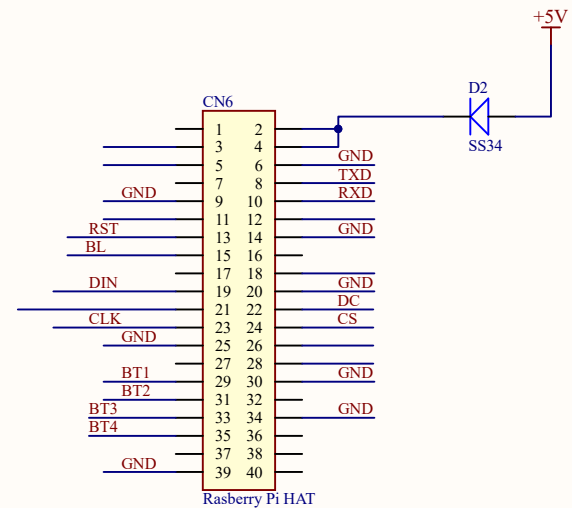 +5V
D2
SS34
CN6
1 2
3 4
5 6 GND
7 8 TXD
GND 9 10 RXD
11 12
RST 13 14 GND
BL 15 16
17 18
DIN 19 20 GND
21 22 DC
CLK 23 24 CS
GND 25 26
27 28
BT1 29 30 GND
BT2 31 32
BT3 33 34 GND
BT4 35 36
37 38
GND 39 40
Rasberry Pi HAT